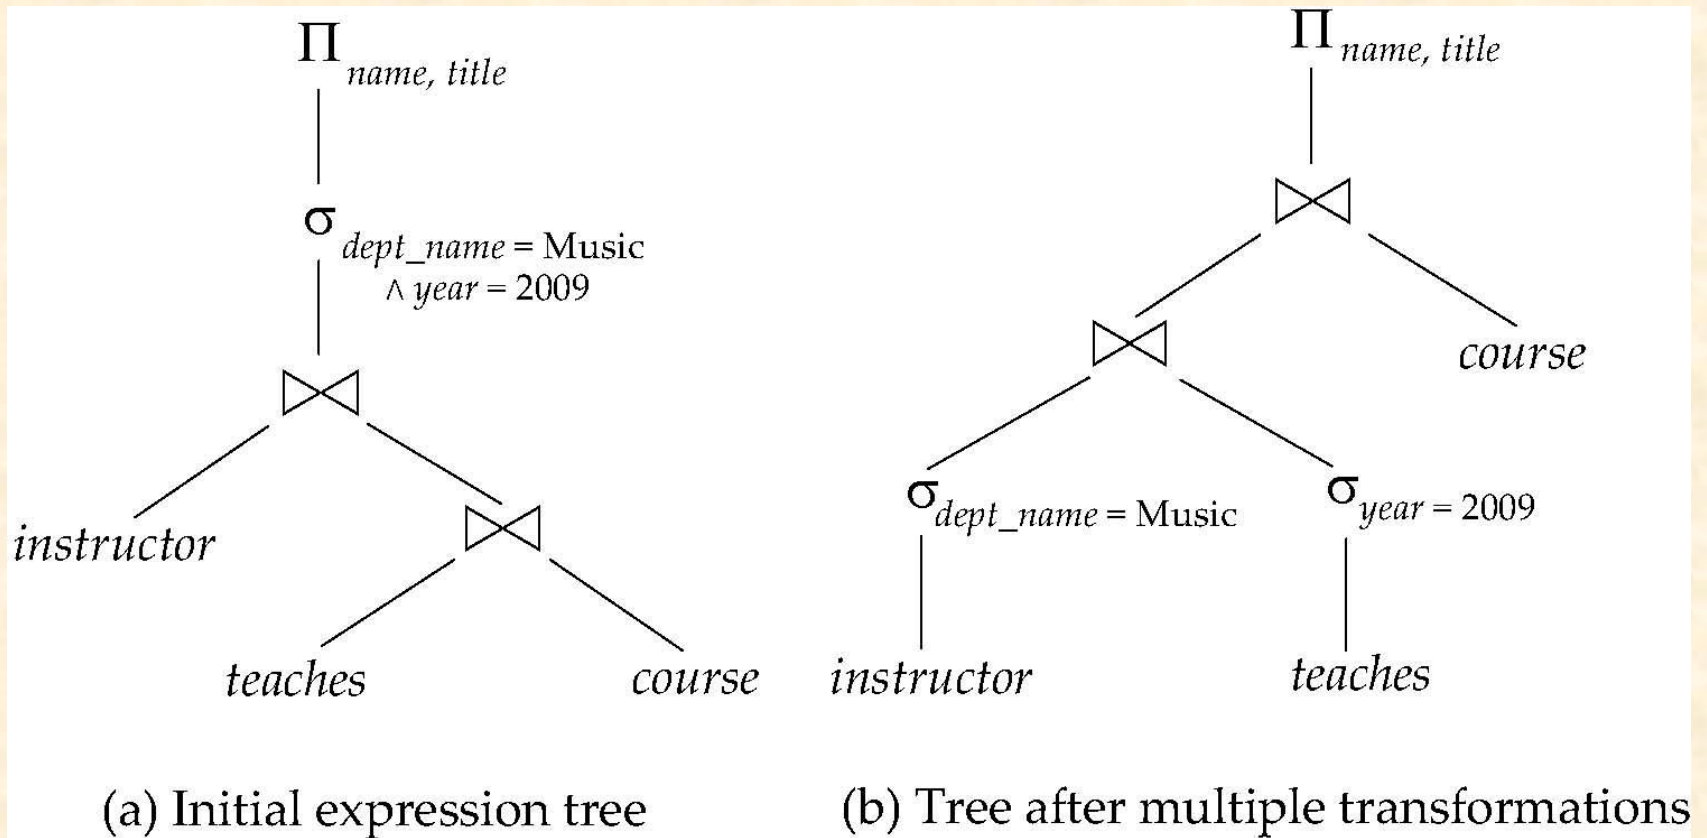 Π name, title
σ dept_name = Music
∧ year = 2009
instructor
teaches
course
(a) Initial expression tree
Π name, title
course
σ dept_name = Music
σ year = 2009
instructor
teaches
(b) Tree after multiple transformations